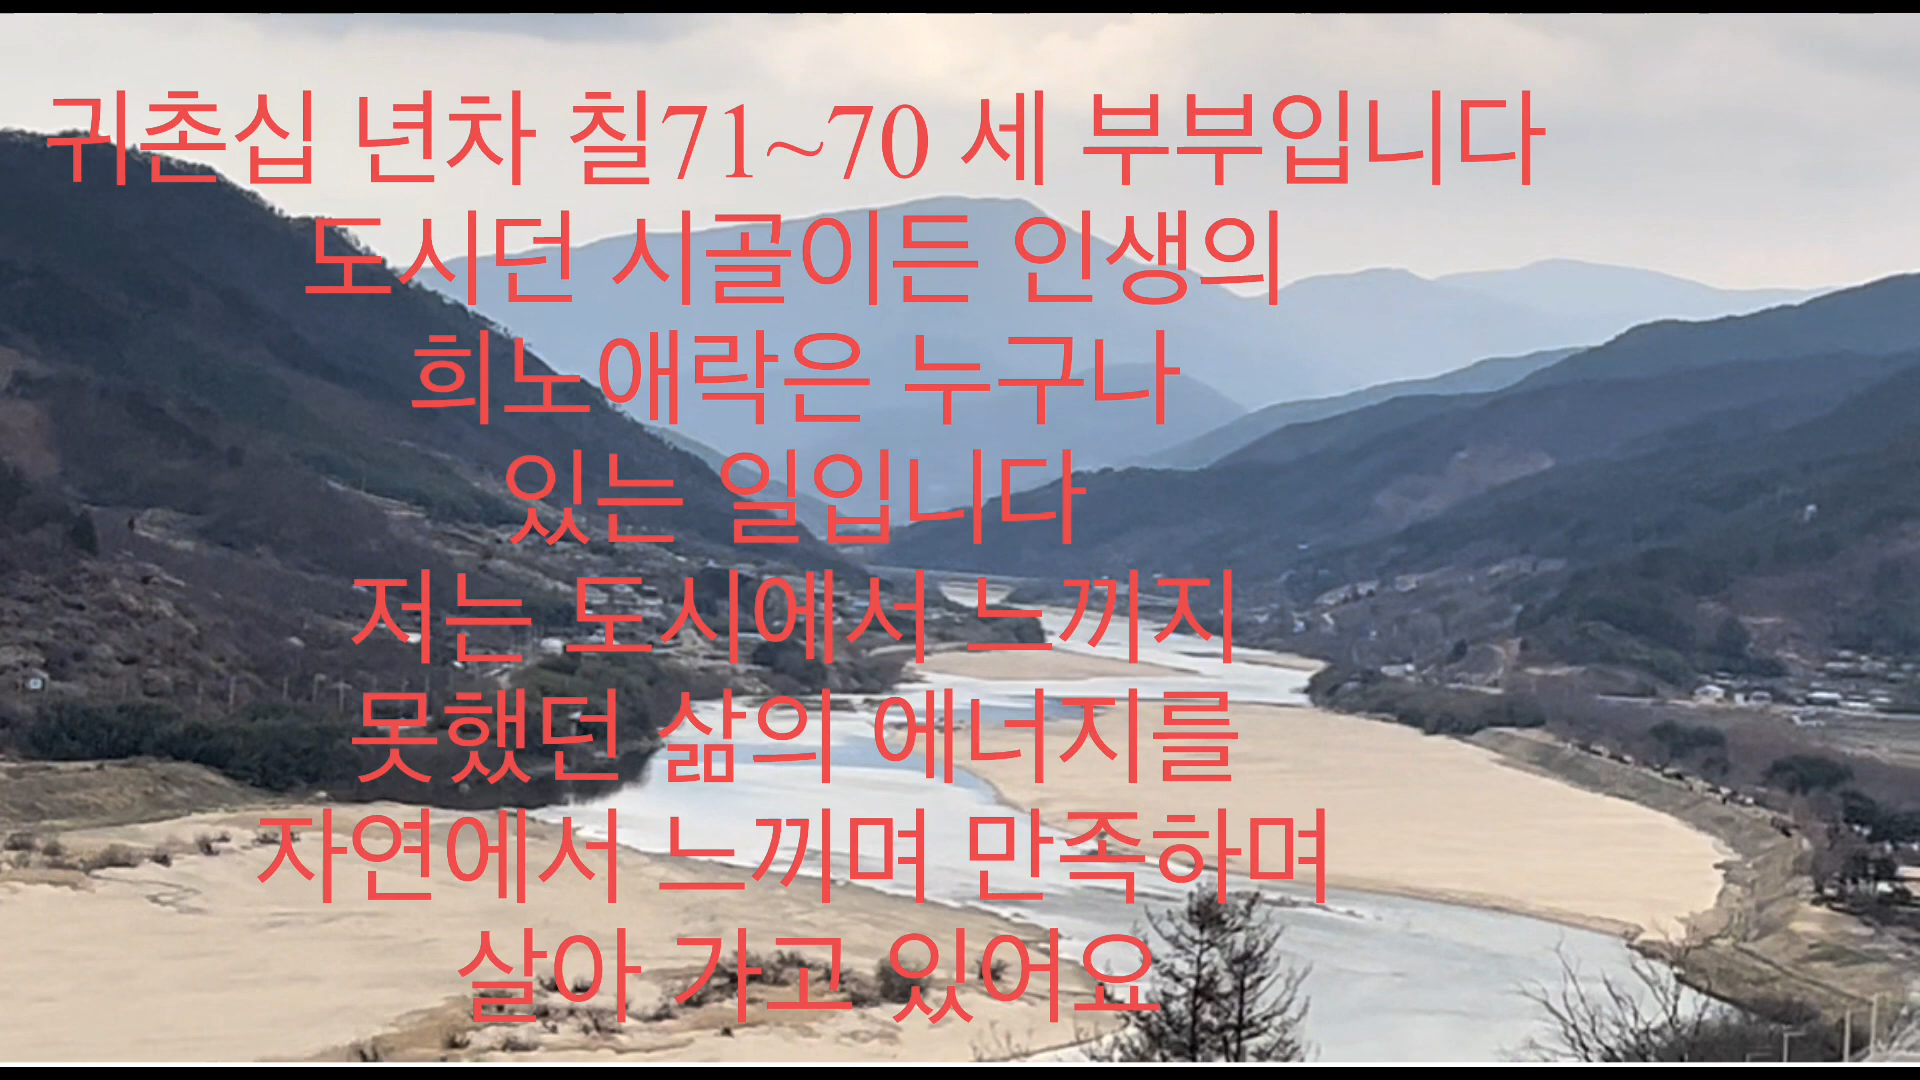 귀촌십 년차 칠71~70 세 부부입니다
도시던 시골이든 인생의
희노애락은 누구나
있는 일입니다
저는 도시에서 느끼지
못했던 삶의 에너지를
자연에서 느끼며 만족하며
살아 가고 있어요